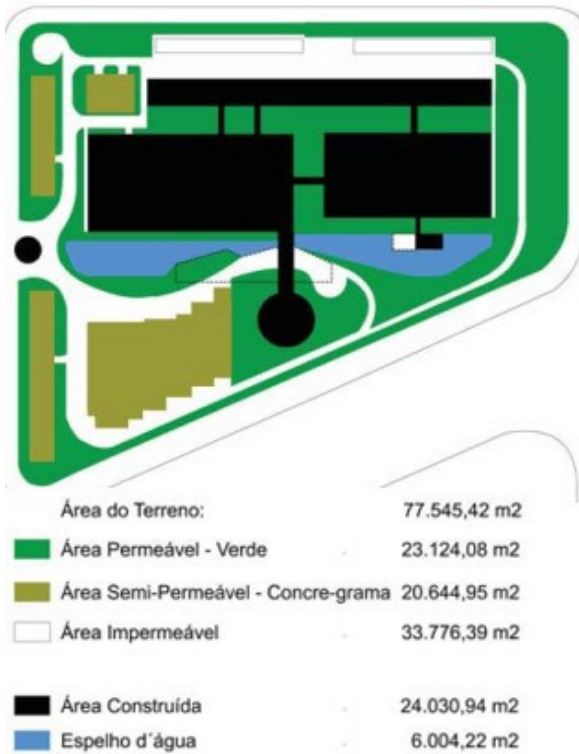 Área do Terreno: 77.545,42 m2
Área Permeável - Verde 23.124,08 m2
Área Semi-Permeável - Concre-grama 20.644,95 m2
Área Impermeável 33.776,39 m2
Área Construída 24.030,94 m2
Espelho d´água 6.004,22 m2